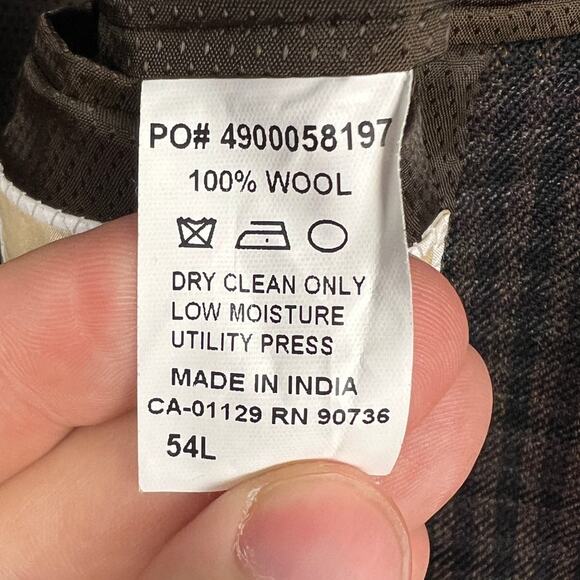 PO# 4900058197
100% WOOL
DRY CLEAN ONLY
LOW MOISTURE
UTILITY PRESS
MADE IN INDIA
CA-01129 RN 90736
54L